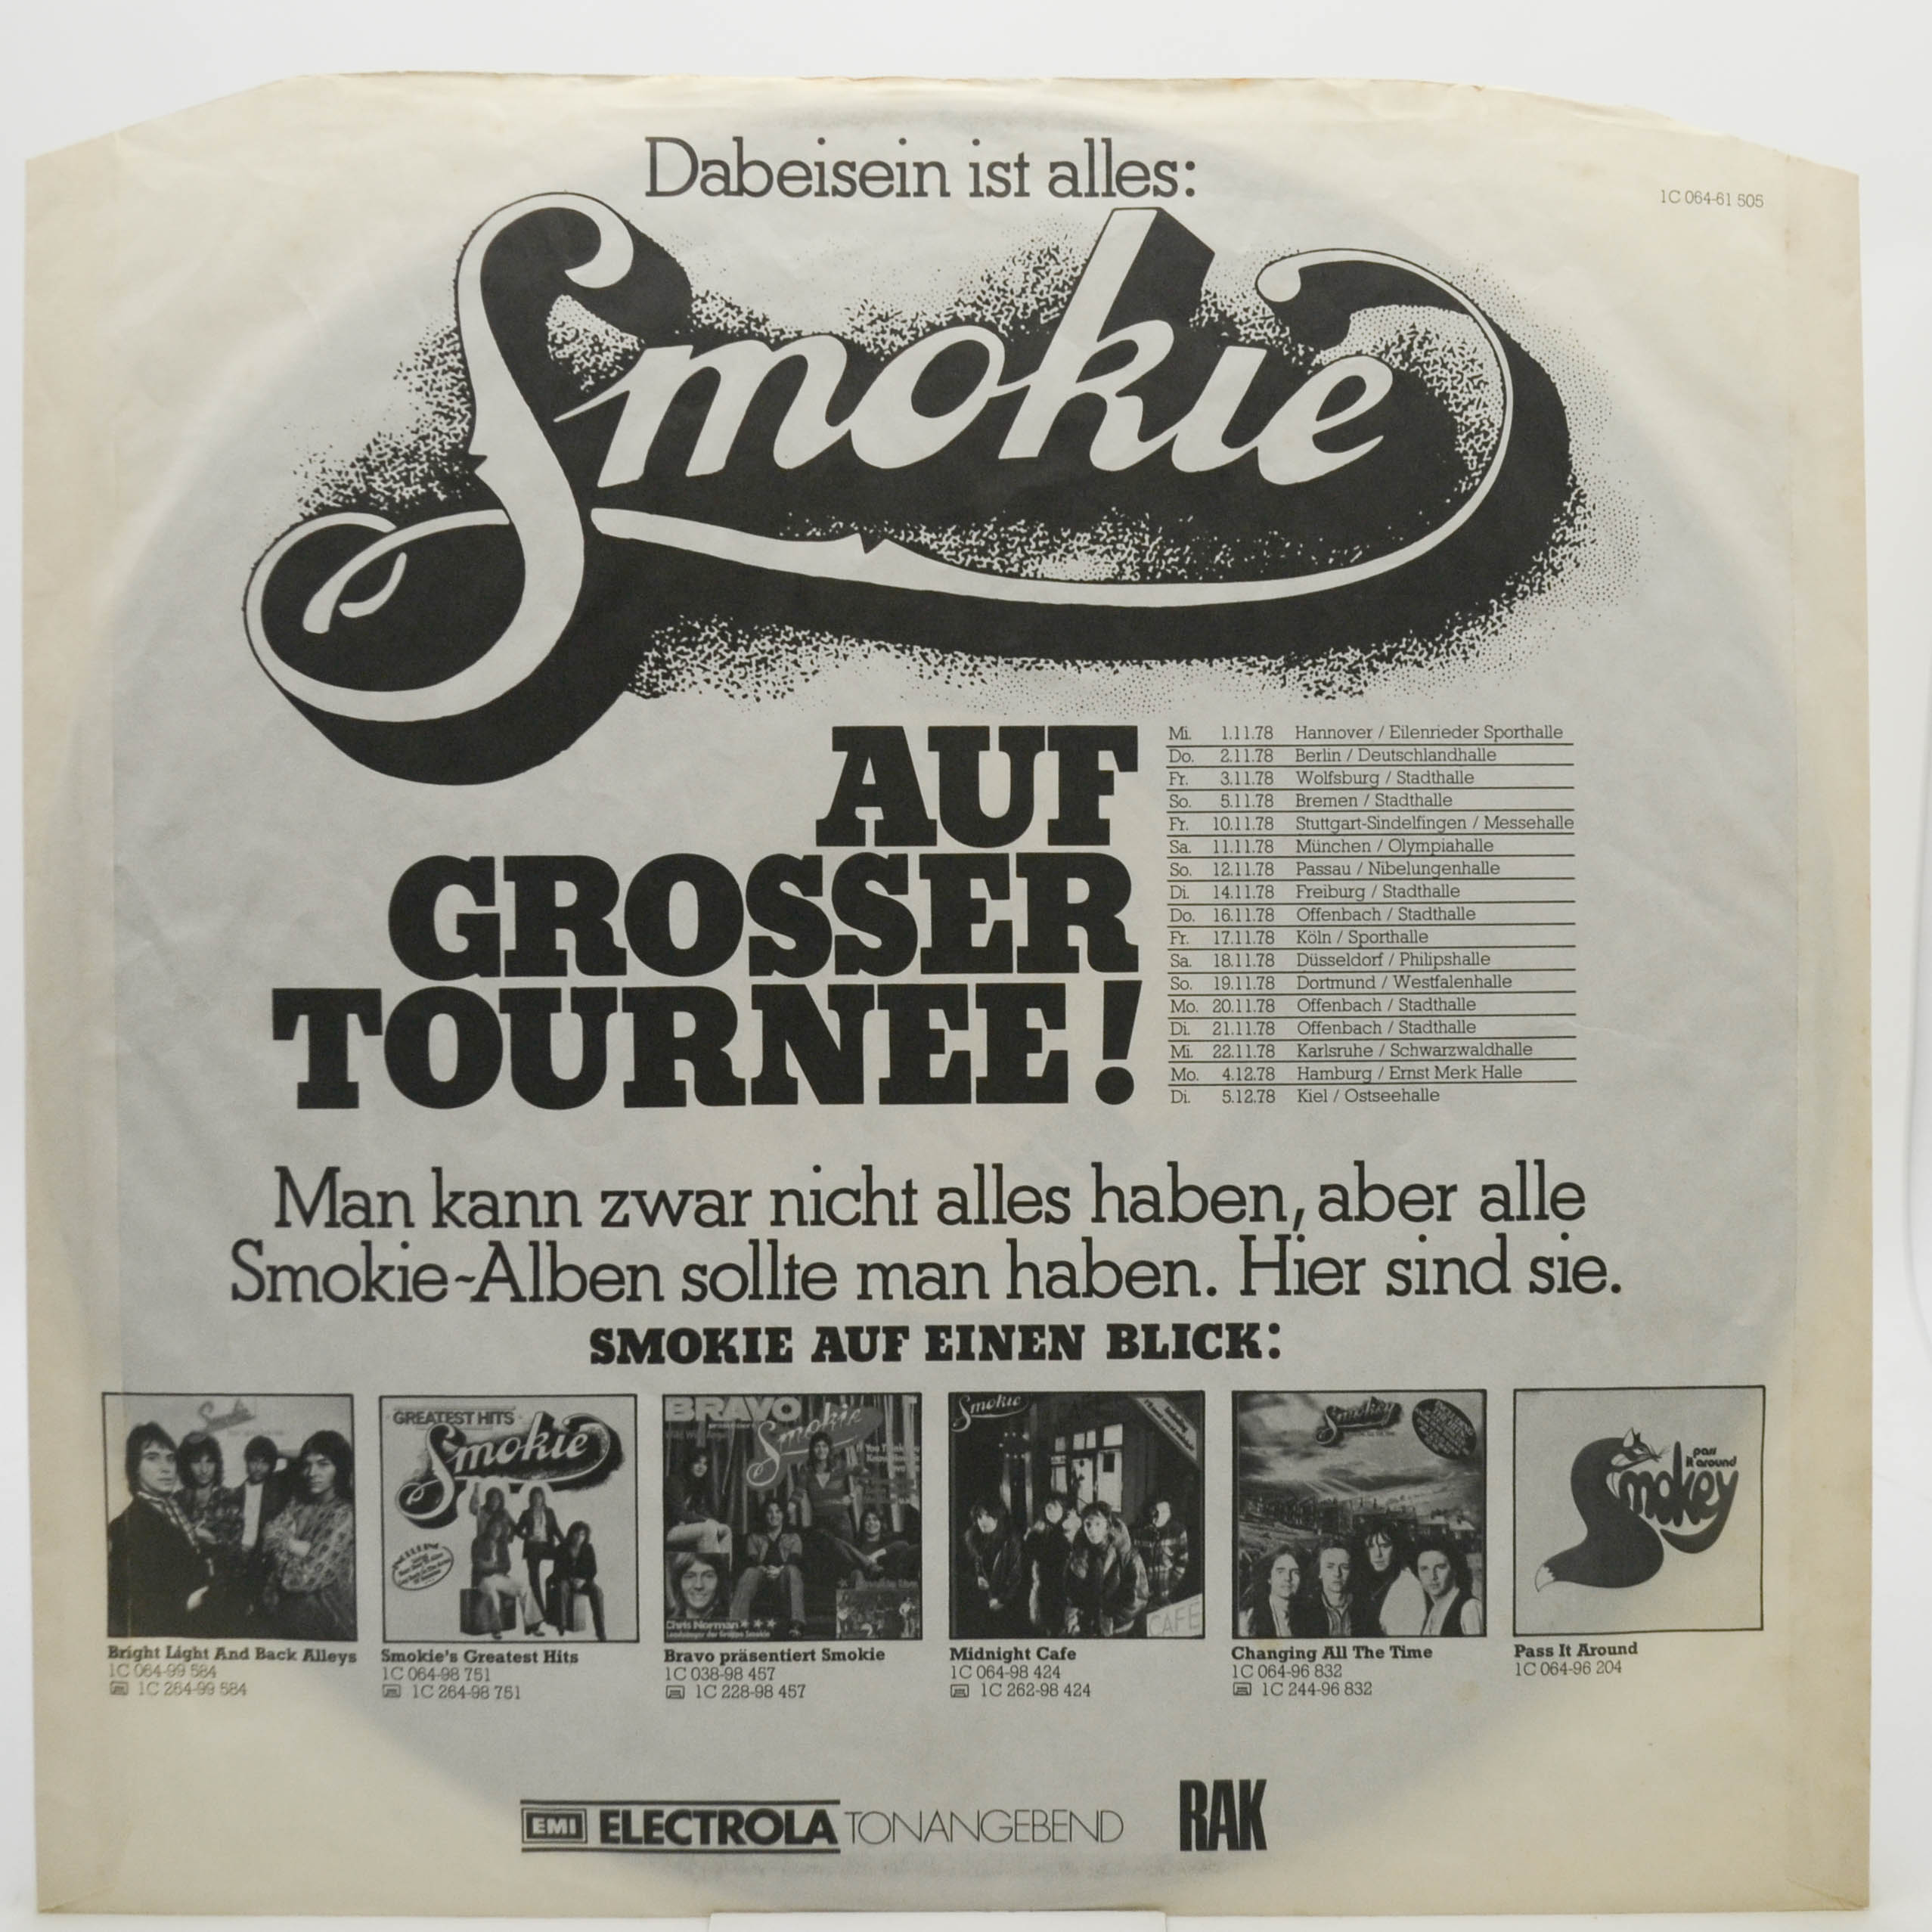 Dabeisein ist alles:
1C 064-61 505
Smokie
AUF
GROSSER
TOURNEE!
Mi. 1.11.78 Hannover / Eilenrieder Sporthalle
Do. 2.11.78 Berlin / Deutschlandhalle
Fr. 3.11.78 Wolfsburg / Stadthalle
So. 5.11.78 Bremen / Stadthalle
Fr. 10.11.78 Stuttgart-Sindelfingen / Messehalle
Sa. 11.11.78 München / Olympiahalle
So. 12.11.78 Passau / Nibelungenhalle
Di. 14.11.78 Freiburg / Stadthalle
Do. 16.11.78 Offenbach / Stadthalle
Fr. 17.11.78 Köln / Sporthalle
Sa. 18.11.78 Düsseldorf / Philipshalle
So. 19.11.78 Dortmund / Westfalenhalle
Mo. 20.11.78 Offenbach / Stadthalle
Di. 21.11.78 Offenbach / Stadthalle
Mi. 22.11.78 Karlsruhe / Schwarzwaldhalle
Mo. 4.12.78 Hamburg / Ernst Merk Halle
Di. 5.12.78 Kiel / Ostseehalle
Man kann zwar nicht alles haben, aber alle
Smokie-Alben sollte man haben. Hier sind sie.
SMOKIE AUF EINEN BLICK:
Smokie
GREATEST HITS
Smokie
BRAVO
Smokie
Chris Norman
Smokie
CAFE
Smokey
pass
it around
Smokey
Bright Light And Back Alleys
1C 064-99 584
1C 264-99 584
Smokie's Greatest Hits
1C 064-98 751
1C 264-98 751
Bravo präsentiert Smokie
1C 038-98 457
1C 228-98 457
Midnight Cafe
1C 064-98 424
1C 262-98 424
Changing All The Time
1C 064-96 832
1C 244-96 832
Pass It Around
1C 064-96 204
EMI ELECTROLA TONANGEBEND
RAK